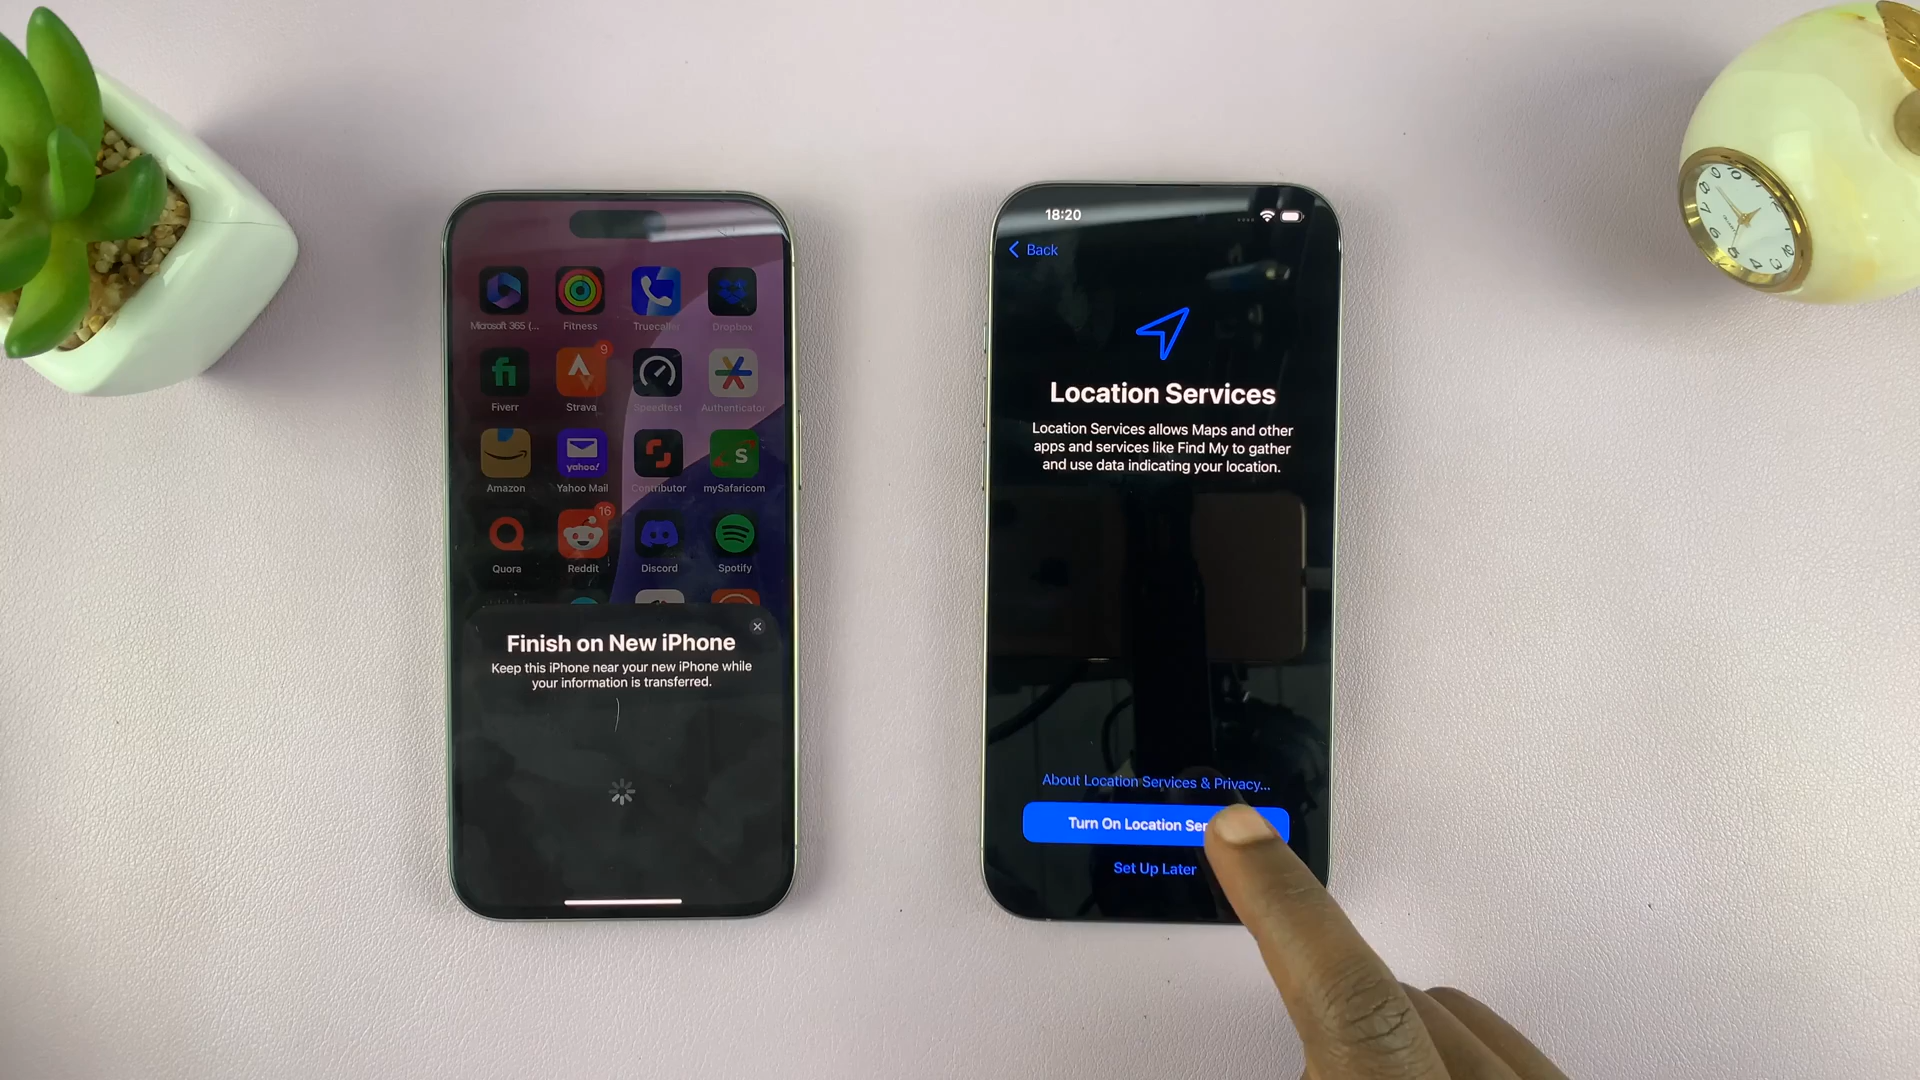 Microsoft 365 (...
Fitness
Truecaller
Dropbox
9
Fiverr
Strava
Speedtest
Authenticator
yahoo!
S
Amazon
Yahoo Mail
Contributor
mySafaricom
16
Quora
Reddit
Discord
Spotify
Finish on New iPhone
Keep this iPhone near your new iPhone while
your information is transferred.
18:20
Back
Location Services
Location Services allows Maps and other
apps and services like Find My to gather
and use data indicating your location.
About Location Services & Privacy...
Turn On Location Ser
Set Up Later